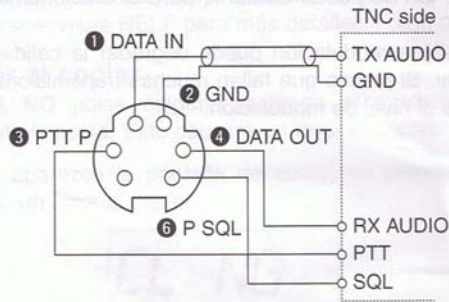 TNC side
❶ DATA IN
TX AUDIO
❷ GND
GND
❸ PTT P
❹ DATA OUT
❻ P SQL
RX AUDIO
PTT
SQL